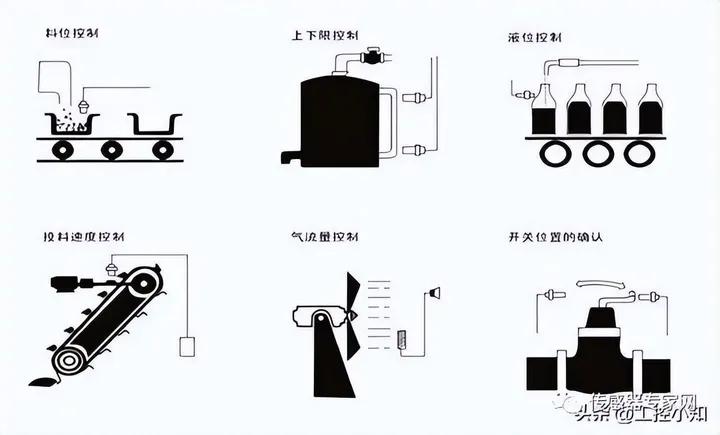 料位控制
上下限控制
液位控制
投料速度控制
气流量控制
开关位置的确认
传感器专家网
头条 @工控小知